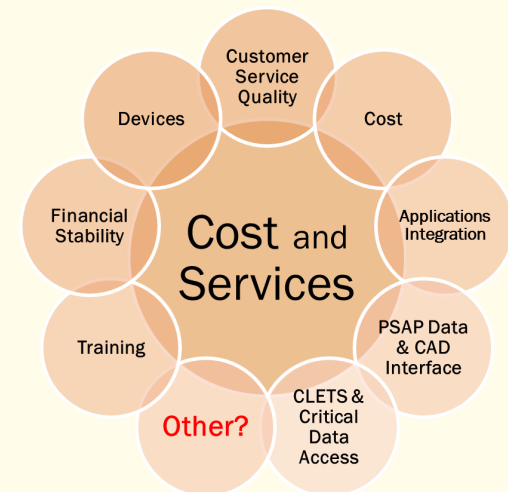 Customer
Service
Quality
Devices
Cost
Financial
Stability
Applications
Integration
Cost and
Services
Training
PSAP Data
& CAD
Interface
Other?
CLETS &
Critical
Data
Access